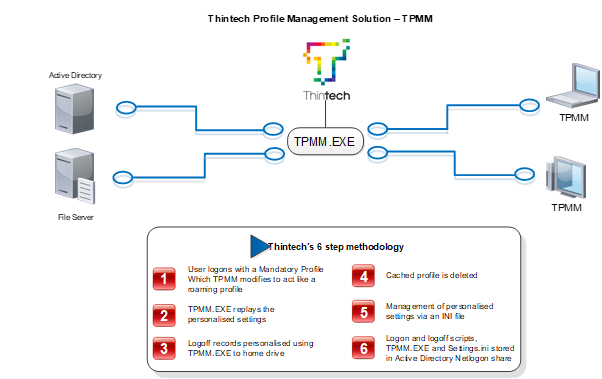 Thintech Profile Management Solution – TPMM
Thintech
Active Directory
TPMM.EXE
TPMM
File Server
TPMM
Thintech's 6 step methodology
1
User logons with a Mandatory Profile
Which TPMM modifies to act like a
roaming profile
2
TPMM.EXE replays the
personalised settings
3
Logoff records personalised using
TPMM.EXE to home drive
4
Cached profile is deleted
5
Management of personalised
settings via an INI file
6
Logon and logoff scripts,
TPMM.EXE and Settings.ini stored
in Active Directory Netlogon share